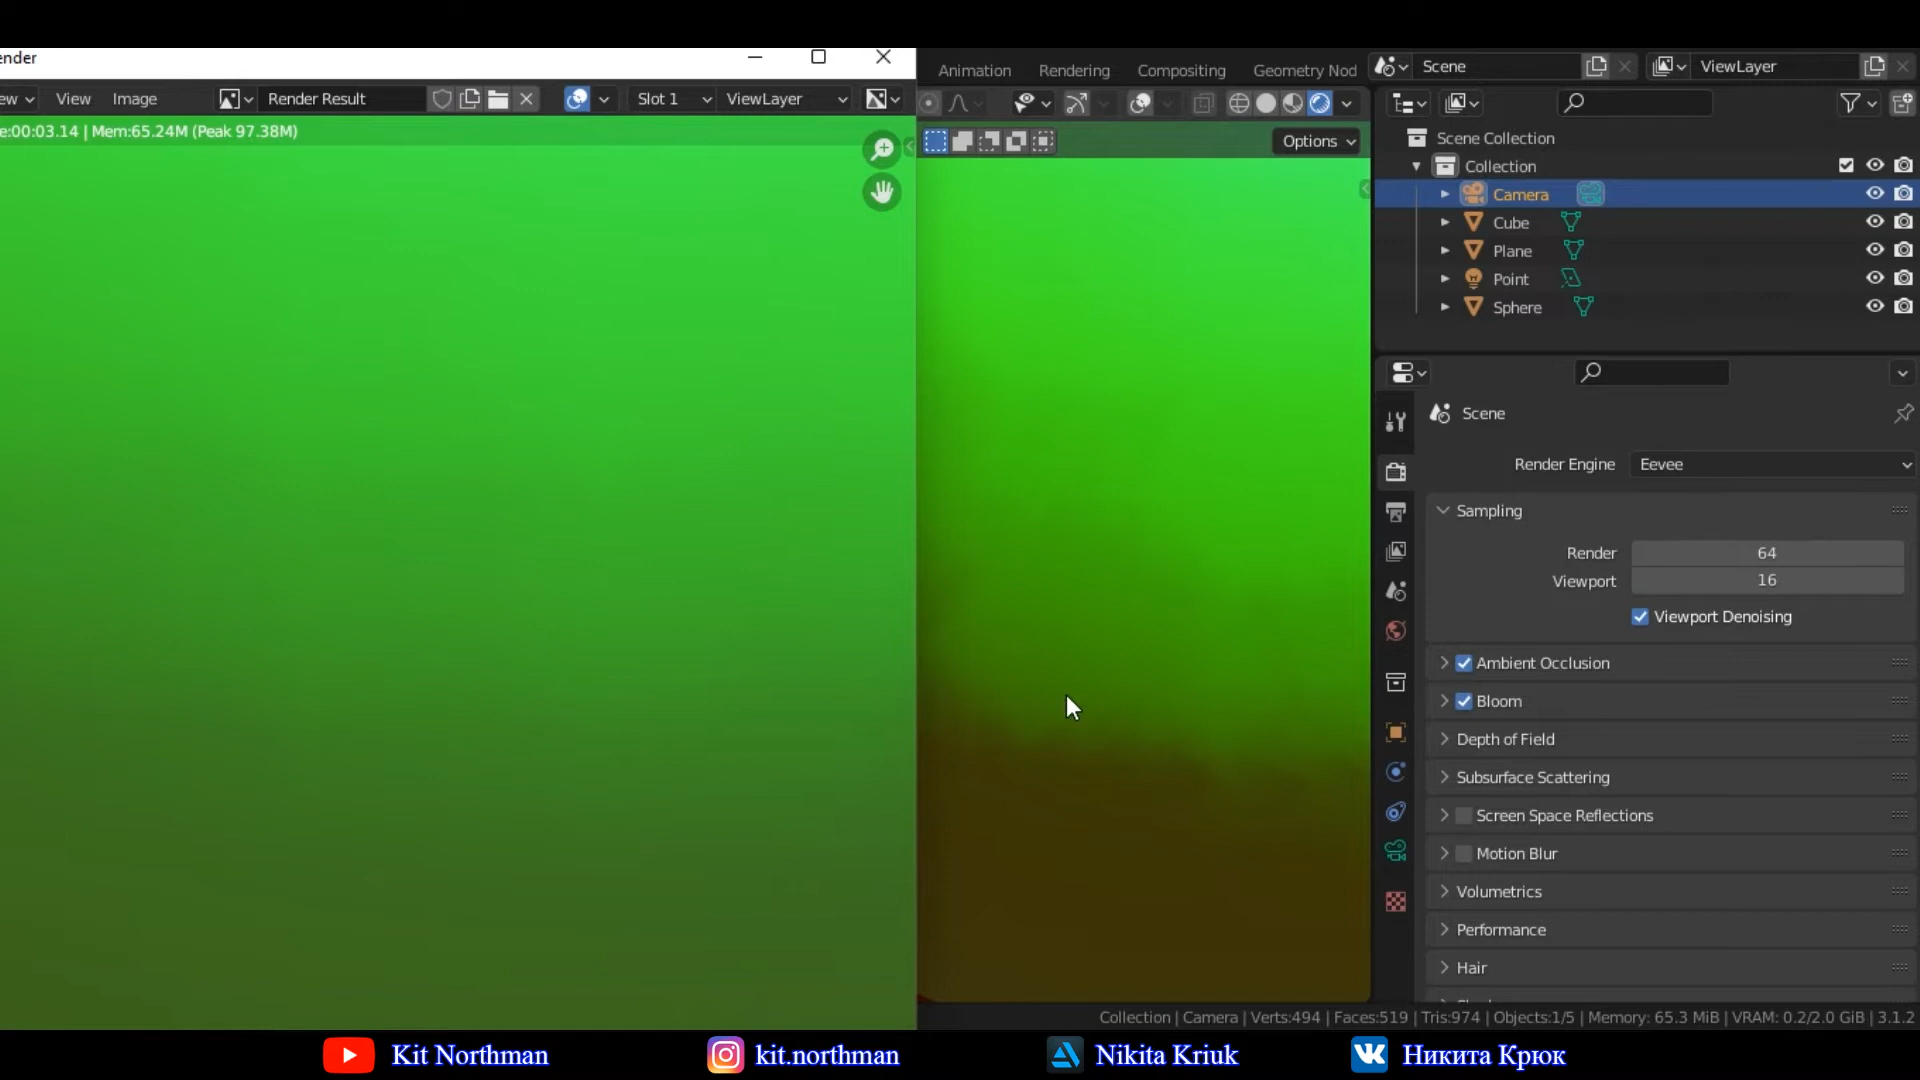 ender
ew View Image Render Result Slot 1 ViewLayer
e:00:03.14 | Mem:65.24M (Peak 97.38M)
Animation Rendering Compositing Geometry Nod
Options
Scene ViewLayer
Scene Collection
Collection
Camera
Cube
Plane
Point
Sphere
Scene
Render Engine Eevee
Sampling
Render 64
Viewport 16
Viewport Denoising
Ambient Occlusion
Bloom
Depth of Field
Subsurface Scattering
Screen Space Reflections
Motion Blur
Volumetrics
Performance
Hair
Collection | Camera | Verts:494 | Faces:519 | Tris:974 | Objects:1/5 | Memory: 65.3 MiB | VRAM: 0.2/2.0 GiB | 3.1.2
Kit Northman kit.northman Nikita Kriuk Никита Крюк